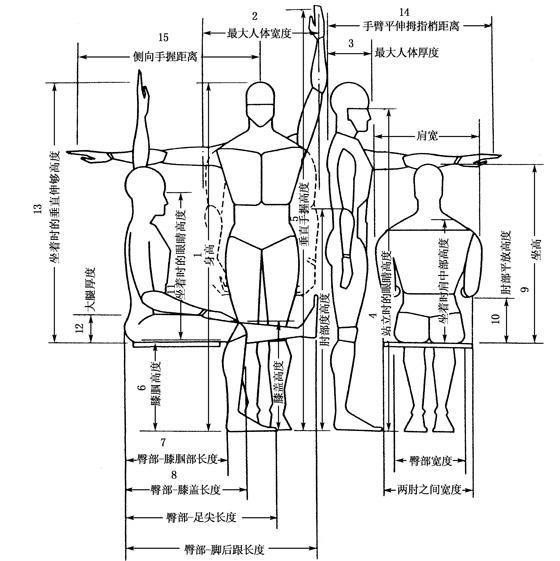 14
手臂平伸拇指梢距离
2
最大人体宽度
15
侧向手握距离
3
最大人体厚度
肩宽
13
坐着时的垂直伸够高度
坐着时的眼睛高度
11
1
身高
5
垂直手握高度
肘部高度
4
站立时的眼睛高度
坐着时肩中部高度
10
肘部平放高度
9
坐高
12
大腿厚度
6
膝腘高度
膝盖高度
7
臀部-膝腘部长度
8
臀部-膝盖长度
臀部-足尖长度
臀部-脚后跟长度
臀部宽度
两肘之间宽度